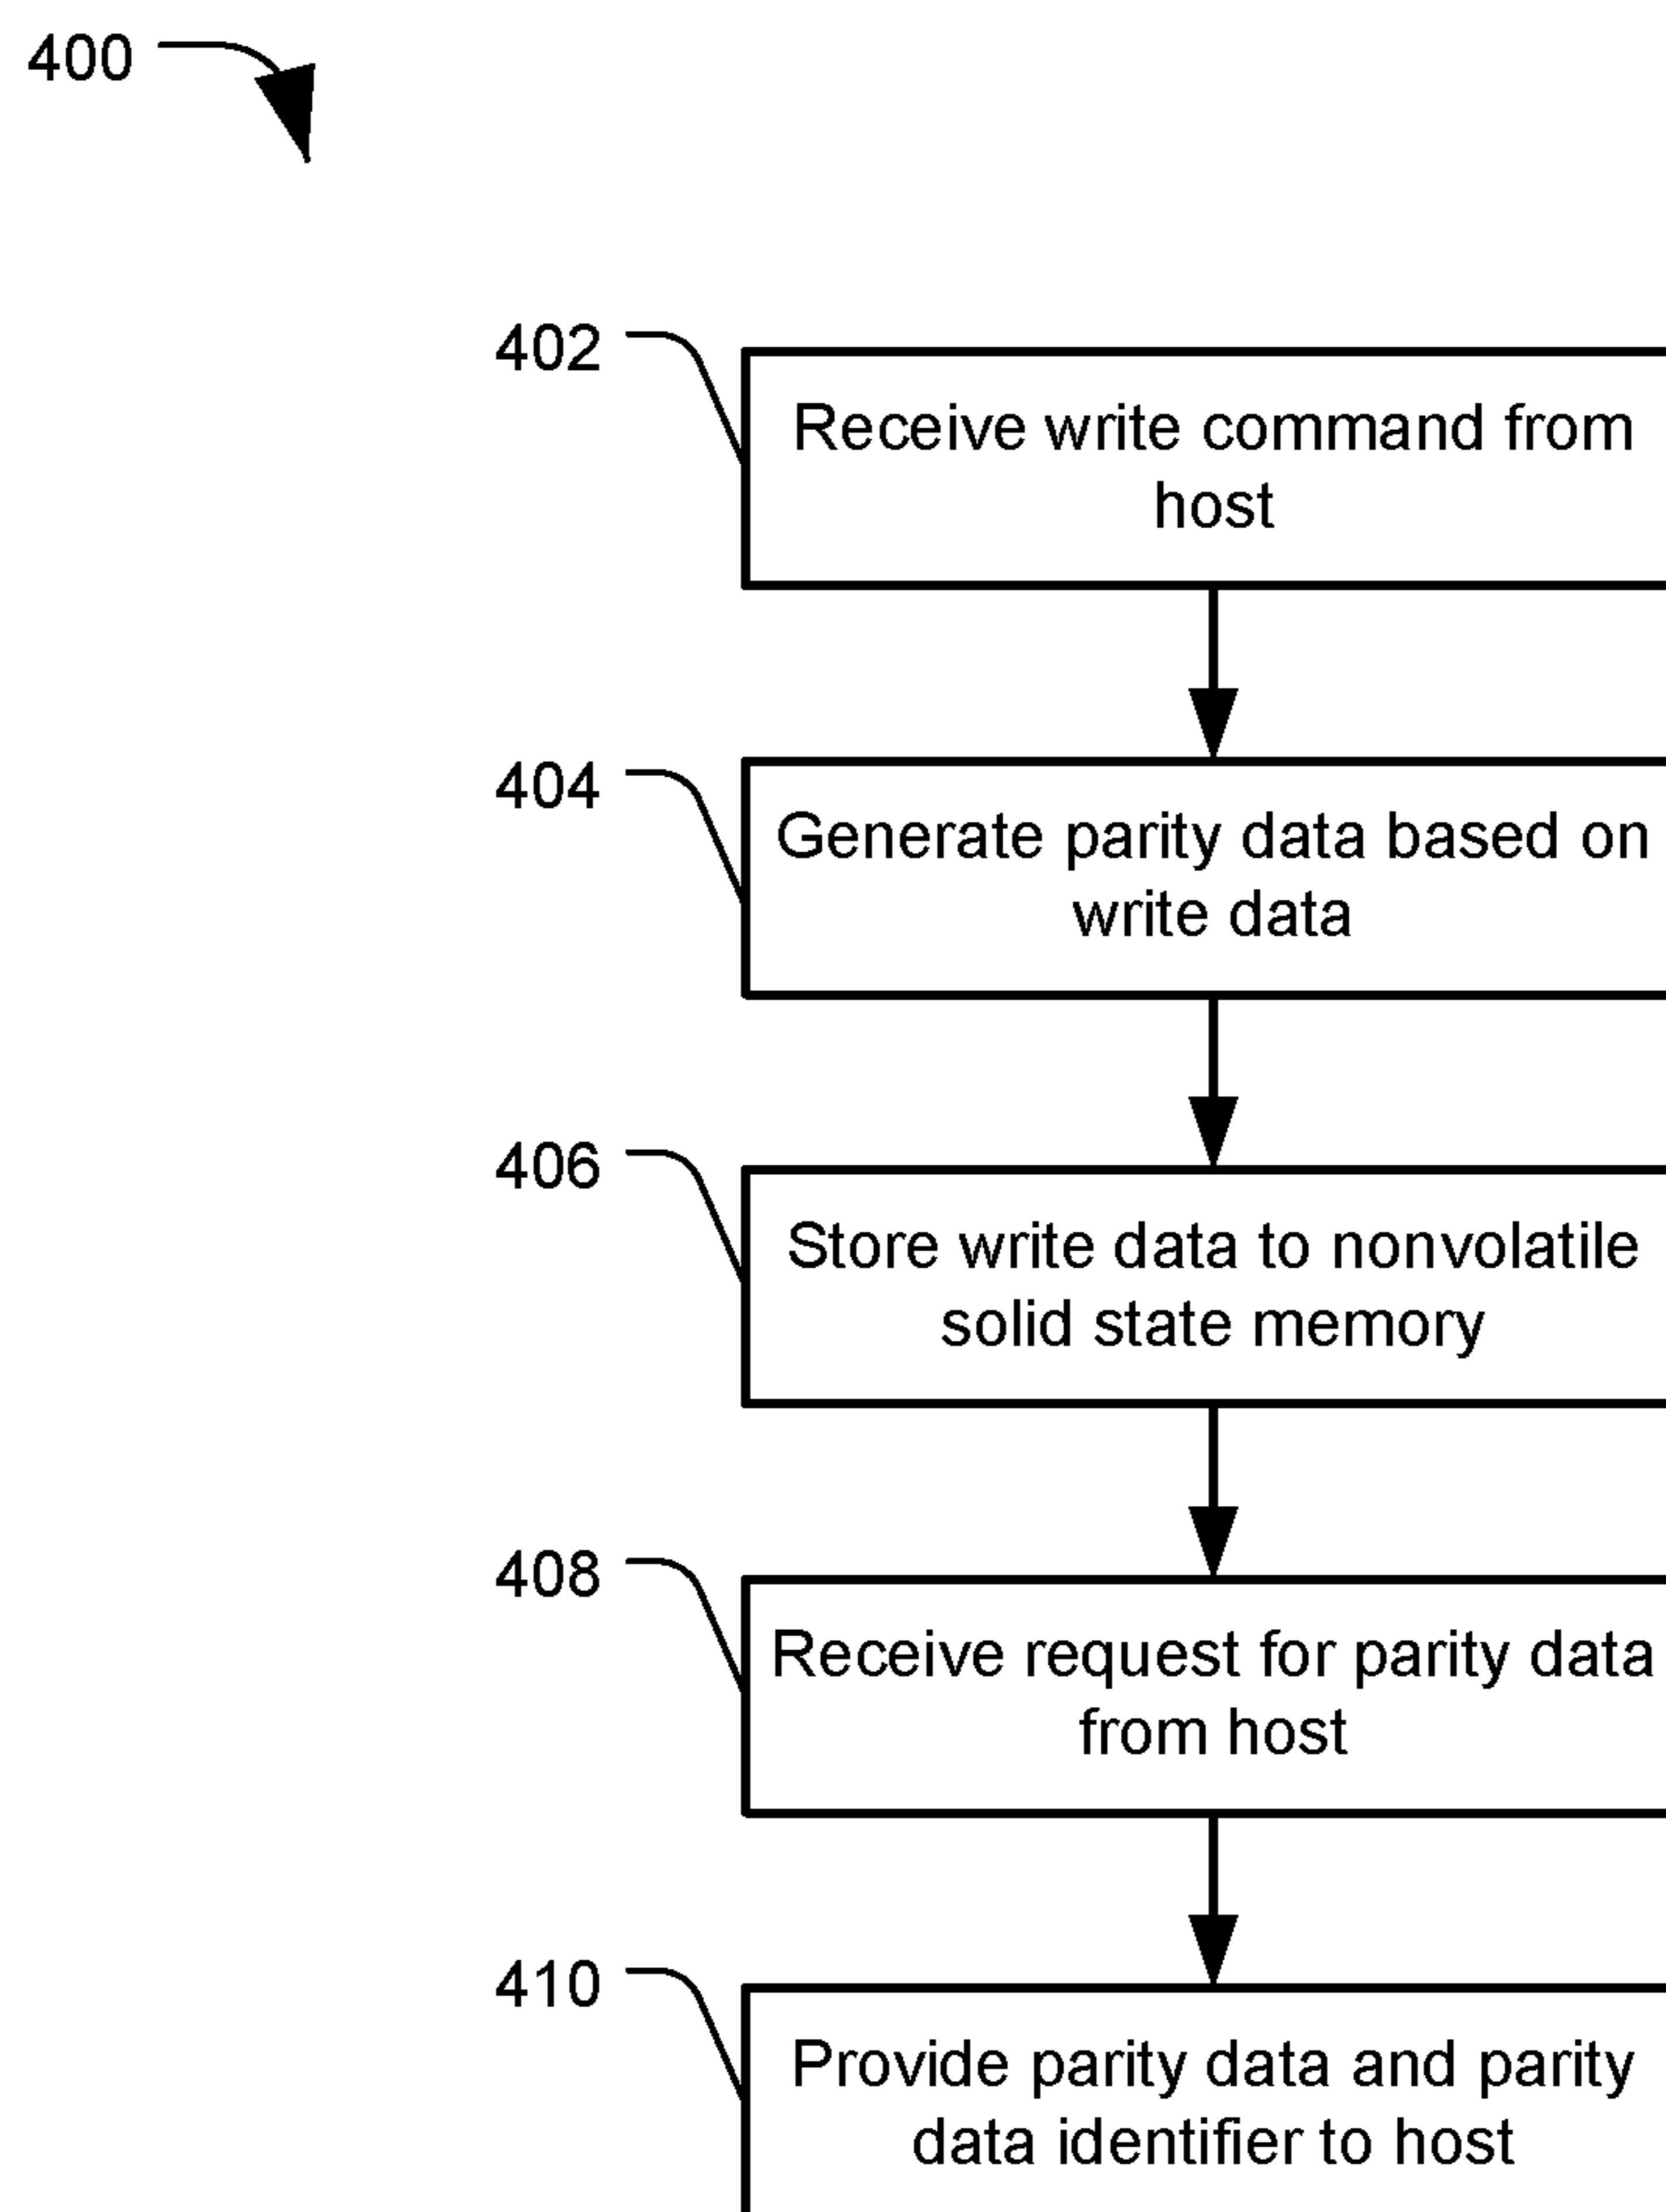 400
402
Receive write command from
host
404
Generate parity data based on
write data
406
Store write data to nonvolatile
solid state memory
408
Receive request for parity data
from host
410
Provide parity data and parity
data identifier to host